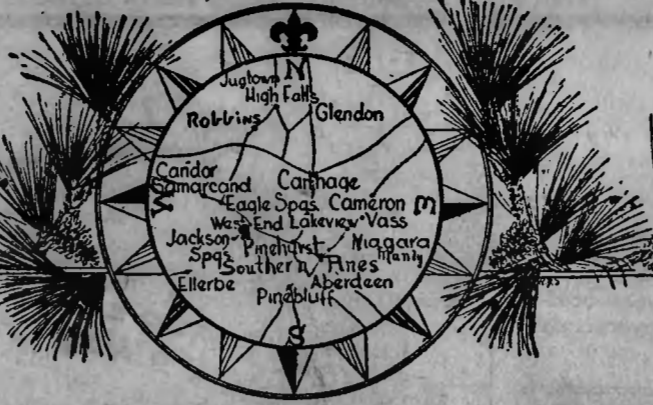 N
Jugtown
High Falls
Robbins Glendon
Candor
Samarcand Carthage
Eagle Spgs. Cameron
W E
West End Lakeview Vass
Jackson Spgs. Pinehurst Niagara
Manly
Southern Pines
Ellerbe Aberdeen
Pinebluff
S